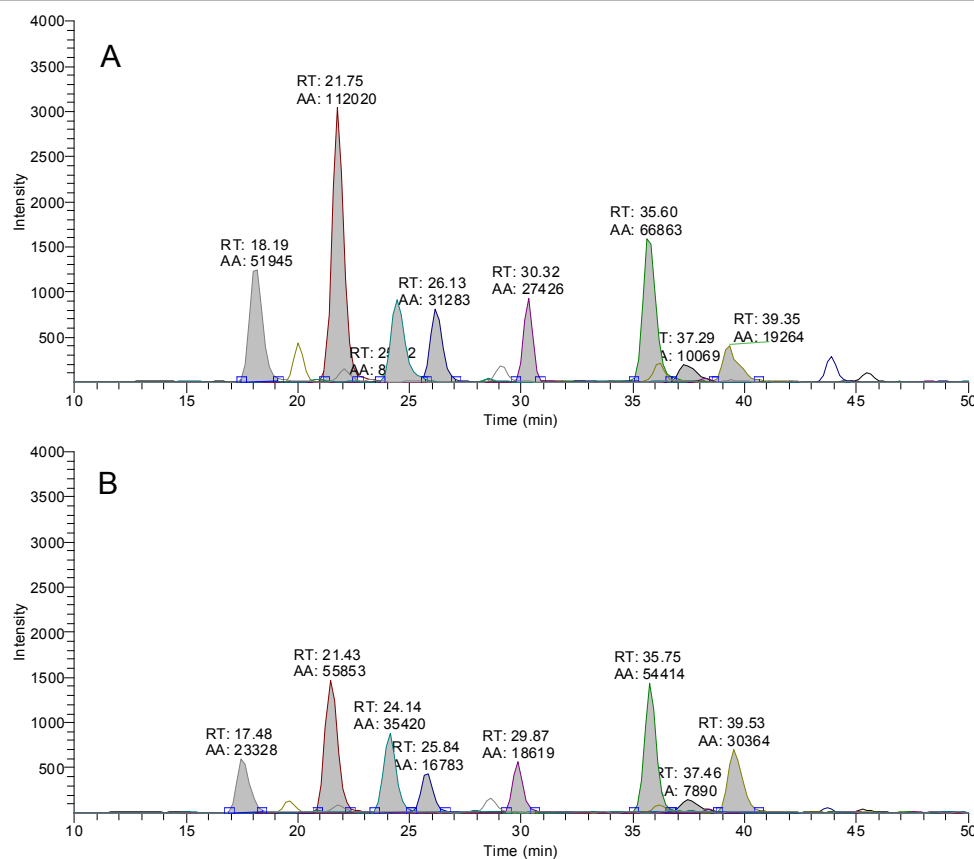 A
4000
3500
3000
2500
2000
1500
1000
500
Intensity
RT: 21.75
AA: 112020
RT: 18.19
AA: 51945
RT: 26.13
AA: 31283
RT: 30.32
AA: 27426
RT: 35.60
AA: 66863
T: 37.29
A: 10069
RT: 39.35
AA: 19264
RT:
AA:
10 15 20 25 30 35 40 45 50
Time (min)
B
4000
3500
3000
2500
2000
1500
1000
500
Intensity
RT: 17.48
AA: 23328
RT: 21.43
AA: 55853
RT: 24.14
AA: 35420
RT: 25.84
AA: 16783
RT: 29.87
AA: 18619
RT: 35.75
AA: 54414
RT: 37.46
AA: 7890
RT: 39.53
AA: 30364
10 15 20 25 30 35 40 45 50
Time (min)